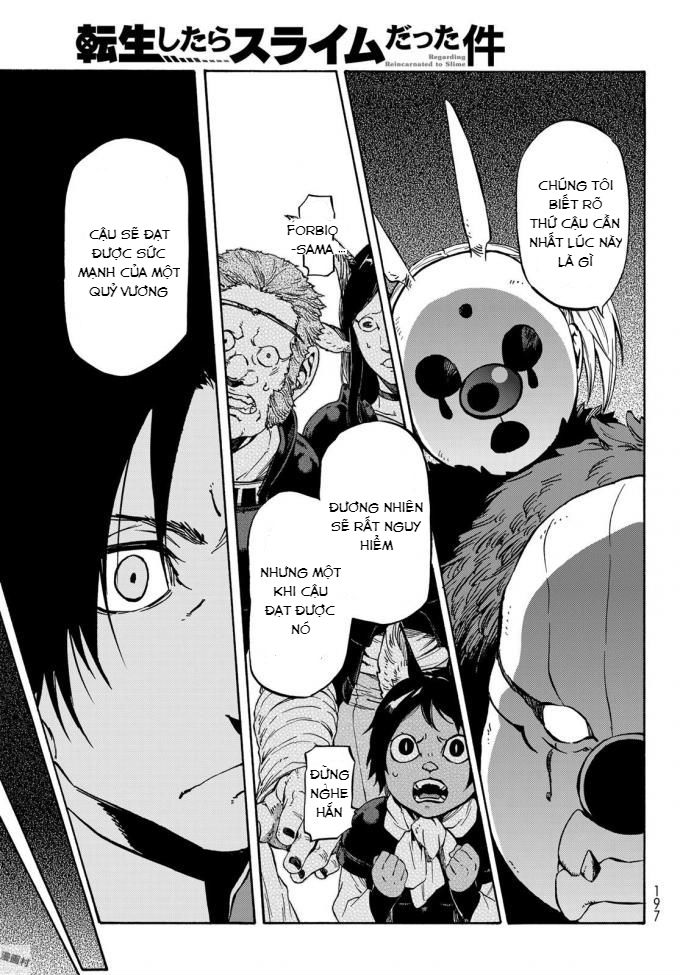 転生したらスライムだった件
Regarding
Reincarnated to Slime
CHÚNG TÔI
BIẾT RÕ
THỨ CẬU CẦN
NHẤT LÚC NÀY
LÀ GÌ
FORBIO
-SAMA ...
ĐƯƠNG NHIÊN
SẼ RẤT NGUY
HIỂM
NHƯNG MỘT
KHI CẬU
ĐẠT ĐƯỢC
NÓ
ĐỪNG
NGHE
HẮN
CẬU SẼ ĐẠT
ĐƯỢC SỨC
MẠNH CỦA MỘT
QUỶ VƯƠNG
197
漫画村